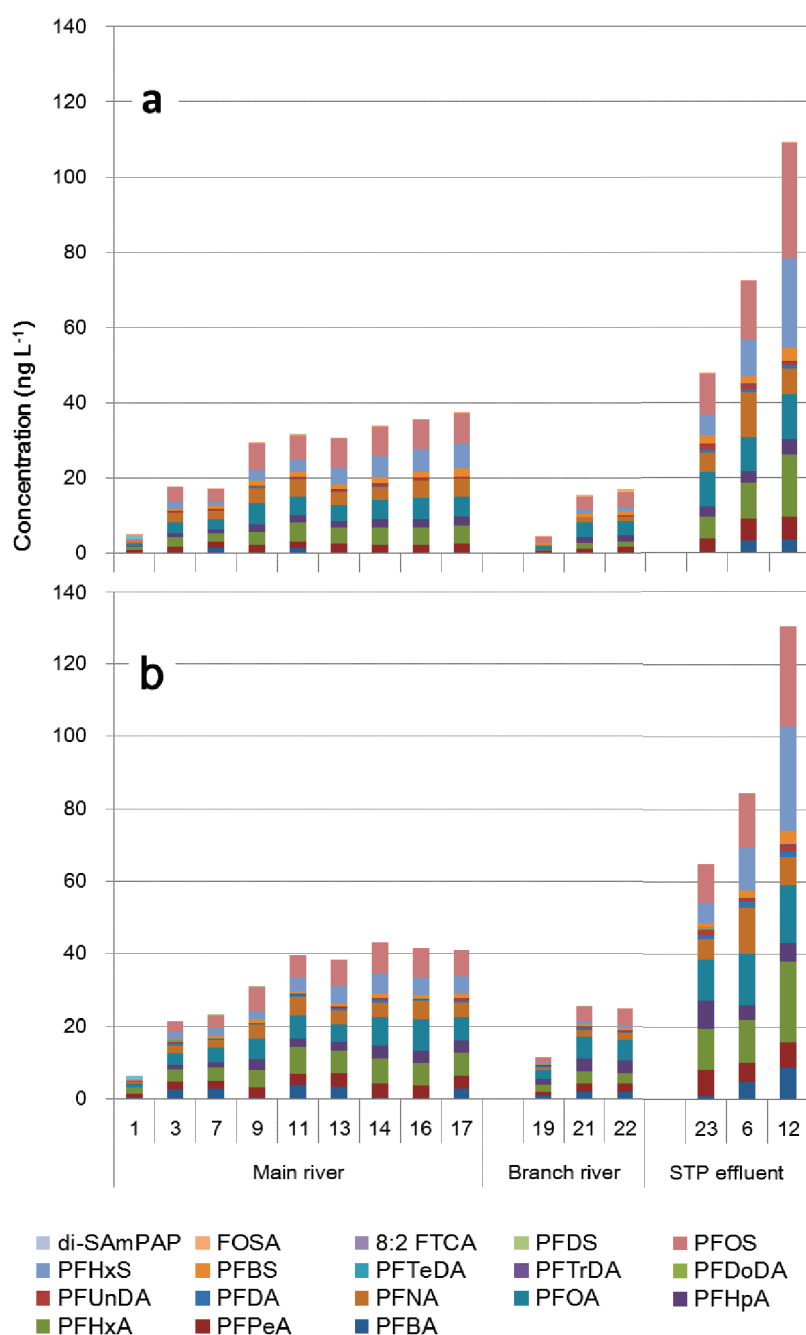 140
120
100
80
60
40
20
0
a
Concentration (ng L-1)
140
120
100
80
60
40
20
0
b
1 3 7 9 11 13 14 16 17 19 21 22 23 6 12
Main river Branch river STP effluent
di-SAmPAP FOSA 8:2 FTCA PFDS PFOS
PFHxS PFBS PFTeDA PFTrDA PFDoDA
PFUnDA PFDA PFNA PFOA PFHpA
PFHxA PFPeA PFBA